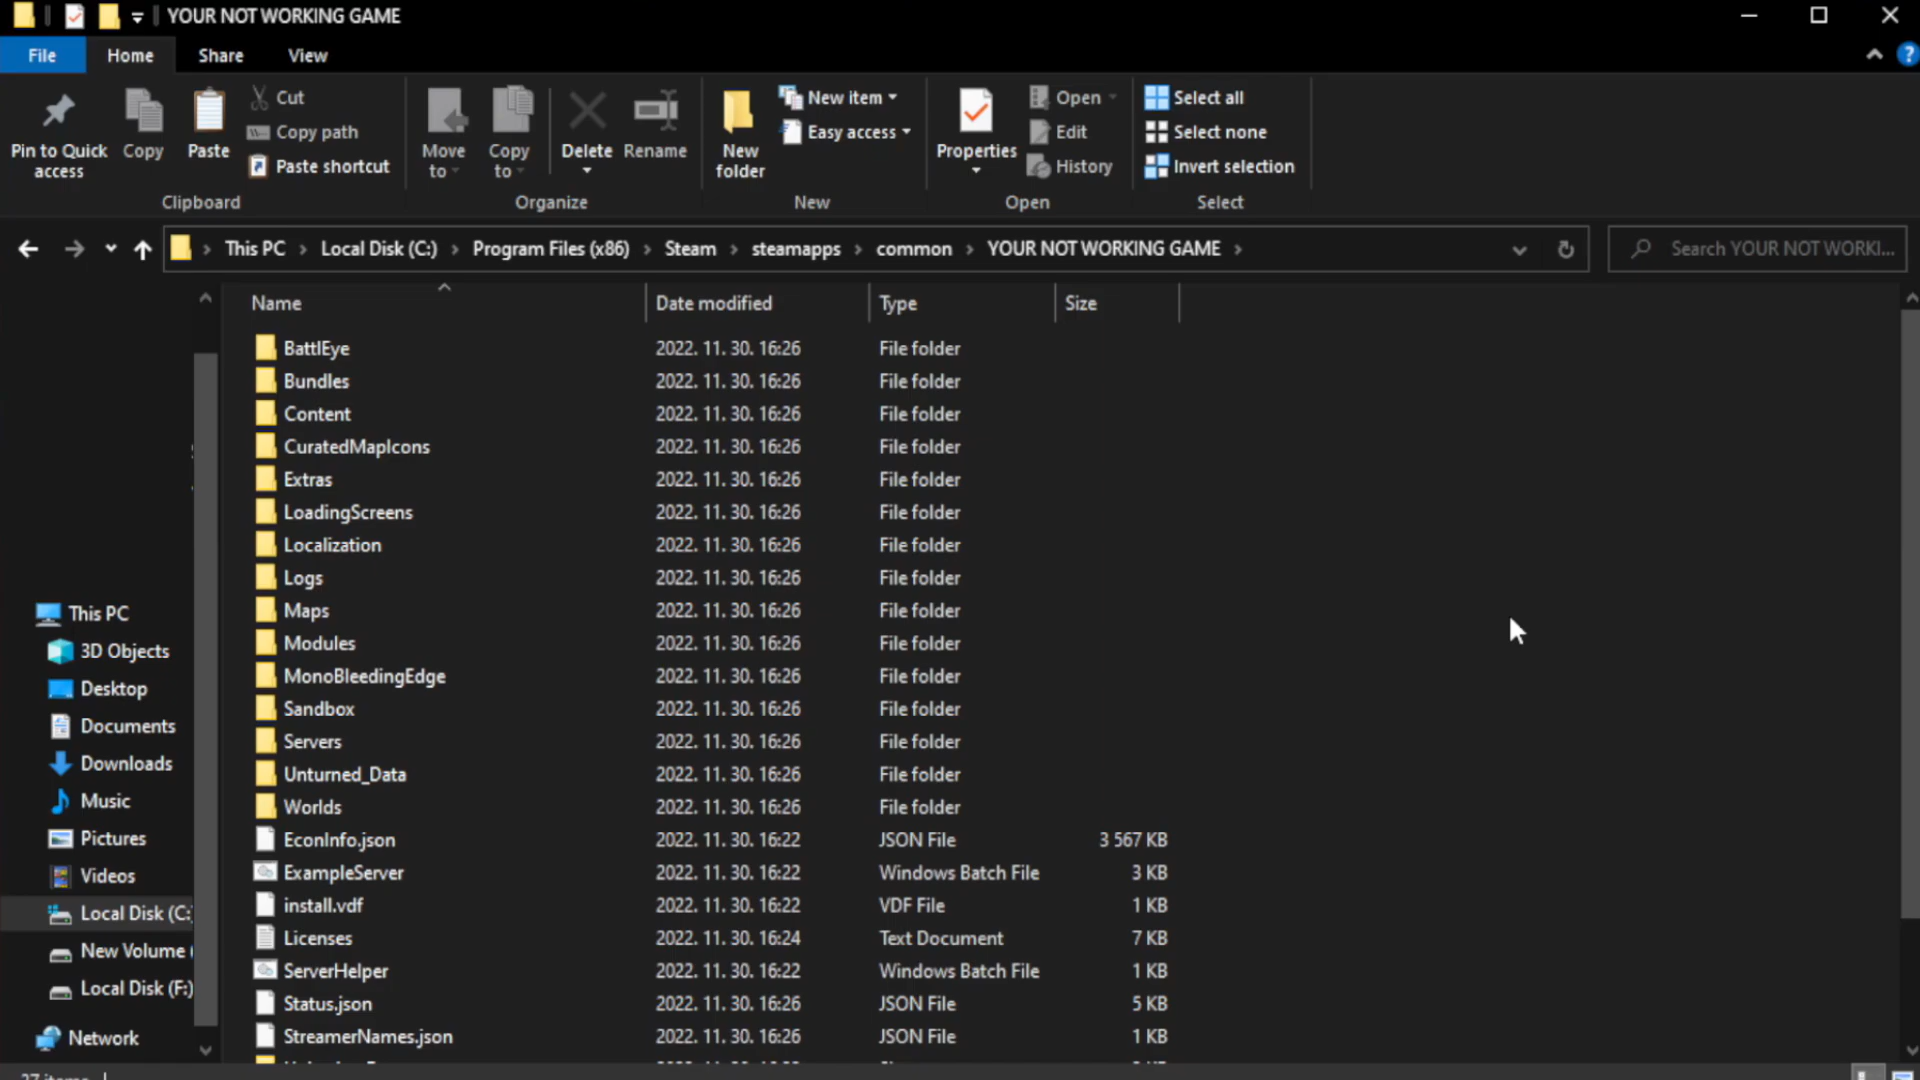 YOUR NOT WORKING GAME
File Home Share View
Pin to Quick access
Copy
Paste
Cut
Copy path
Paste shortcut
Clipboard
Move to
Copy to
Delete
Rename
Organize
New folder
New item
Easy access
New
Properties
Open
Edit
History
Open
Select all
Select none
Invert selection
Select
This PC Local Disk (C:) Program Files (x86) Steam steamapps common YOUR NOT WORKING GAME
Search YOUR NOT WORKI...
This PC
3D Objects
Desktop
Documents
Downloads
Music
Pictures
Videos
Local Disk (C:)
New Volume (
Local Disk (F:)
Network
Name Date modified Type Size
BattlEye 2022. 11. 30. 16:26 File folder
Bundles 2022. 11. 30. 16:26 File folder
Content 2022. 11. 30. 16:26 File folder
CuratedMapIcons 2022. 11. 30. 16:26 File folder
Extras 2022. 11. 30. 16:26 File folder
LoadingScreens 2022. 11. 30. 16:26 File folder
Localization 2022. 11. 30. 16:26 File folder
Logs 2022. 11. 30. 16:26 File folder
Maps 2022. 11. 30. 16:26 File folder
Modules 2022. 11. 30. 16:26 File folder
MonoBleedingEdge 2022. 11. 30. 16:26 File folder
Sandbox 2022. 11. 30. 16:26 File folder
Servers 2022. 11. 30. 16:26 File folder
Unturned_Data 2022. 11. 30. 16:26 File folder
Worlds 2022. 11. 30. 16:26 File folder
EconInfo.json 2022. 11. 30. 16:22 JSON File 3 567 KB
ExampleServer 2022. 11. 30. 16:22 Windows Batch File 3 KB
install.vdf 2022. 11. 30. 16:22 VDF File 1 KB
Licenses 2022. 11. 30. 16:24 Text Document 7 KB
ServerHelper 2022. 11. 30. 16:22 Windows Batch File 1 KB
Status.json 2022. 11. 30. 16:26 JSON File 5 KB
StreamerNames.json 2022. 11. 30. 16:26 JSON File 1 KB